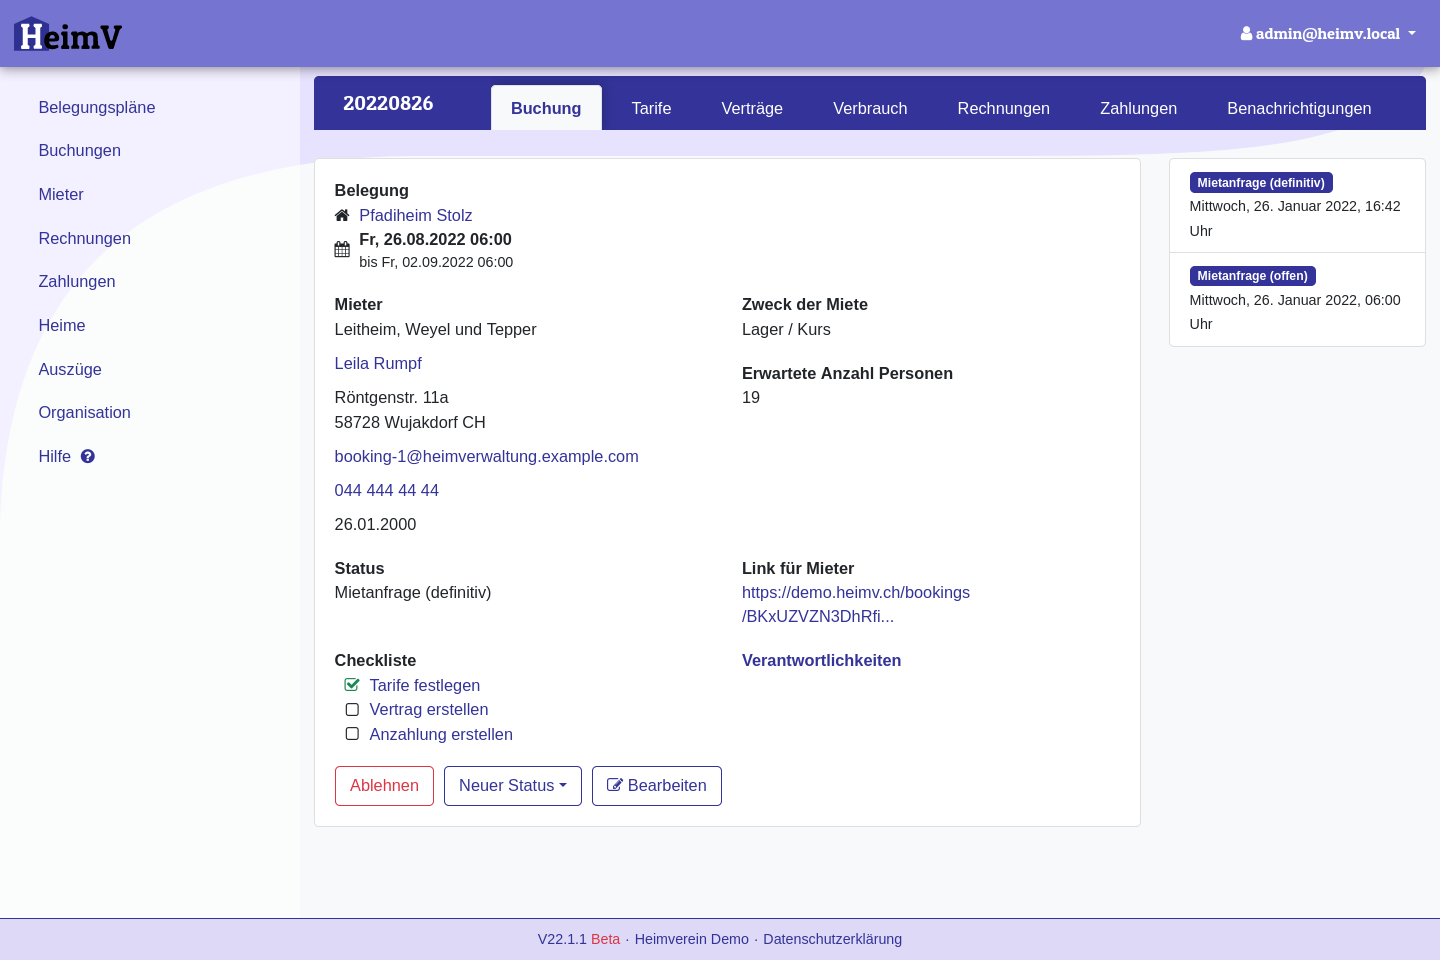 HeimV
admin@heimv.local
Belegungspläne
Buchungen
Mieter
Rechnungen
Zahlungen
Heime
Auszüge
Organisation
Hilfe
20220826
Buchung
Tarife
Verträge
Verbrauch
Rechnungen
Zahlungen
Benachrichtigungen
Belegung
Pfadiheim Stolz
Fr, 26.08.2022 06:00
bis Fr, 02.09.2022 06:00
Mieter
Leitheim, Weyel und Tepper
Leila Rumpf
Röntgenstr. 11a
58728 Wujakdorf CH
booking-1@heimverwaltung.example.com
044 444 44 44
26.01.2000
Zweck der Miete
Lager / Kurs
Erwartete Anzahl Personen
19
Status
Mietanfrage (definitiv)
Link für Mieter
https://demo.heimv.ch/bookings
/BKxUZVZN3DhRfi...
Checkliste
Tarife festlegen
Vertrag erstellen
Anzahlung erstellen
Verantwortlichkeiten
Ablehnen
Neuer Status
Bearbeiten
Mietanfrage (definitiv)
Mittwoch, 26. Januar 2022, 16:42
Uhr
Mietanfrage (offen)
Mittwoch, 26. Januar 2022, 06:00
Uhr
V22.1.1 Beta · Heimverein Demo · Datenschutzerklärung